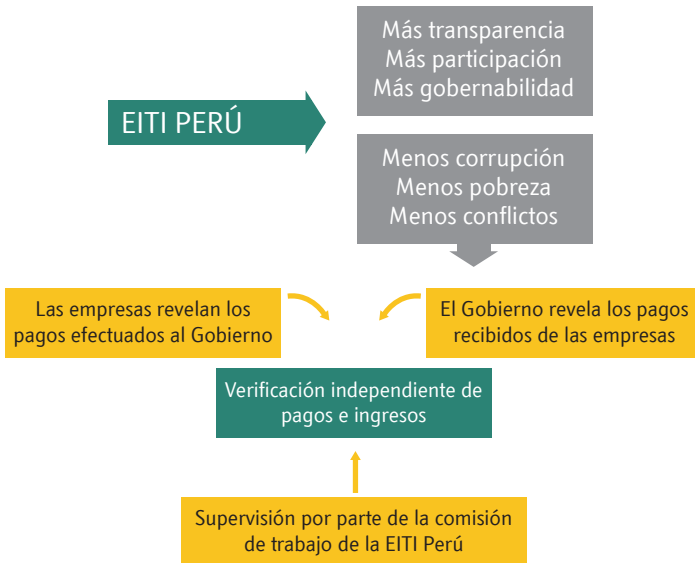 Más transparencia
Más participación
Más gobernabilidad
EITI PERÚ
Menos corrupción
Menos pobreza
Menos conflictos
Las empresas revelan los
pagos efectuados al Gobierno
El Gobierno revela los pagos
recibidos de las empresas
Verificación independiente de
pagos e ingresos
Supervisión por parte de la comisión
de trabajo de la EITI Perú